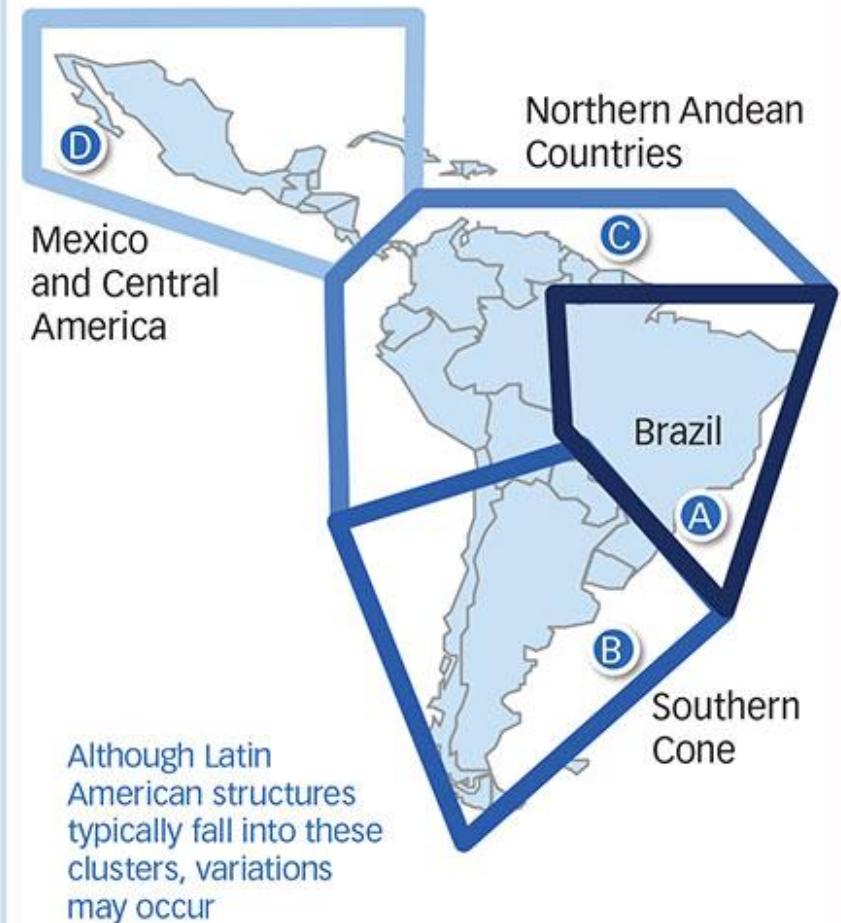 Northern Andean
Countries
D
C
Mexico
and Central
America
Brazil
A
B
Southern
Cone
Although Latin
American structures
typically fall into these
clusters, variations
may occur